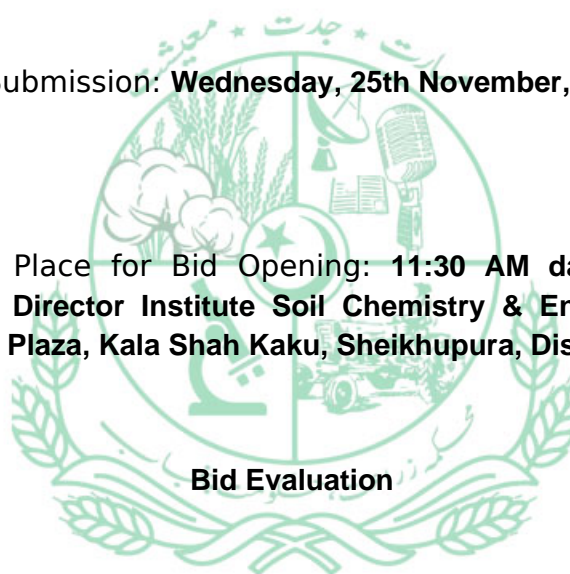 جدت
Submission: Wednesday, 25th November,
Place for Bid Opening: 11:30 AM da
Director Institute Soil Chemistry & En
Plaza, Kala Shah Kaku, Sheikhupura, Dis
Bid Evaluation